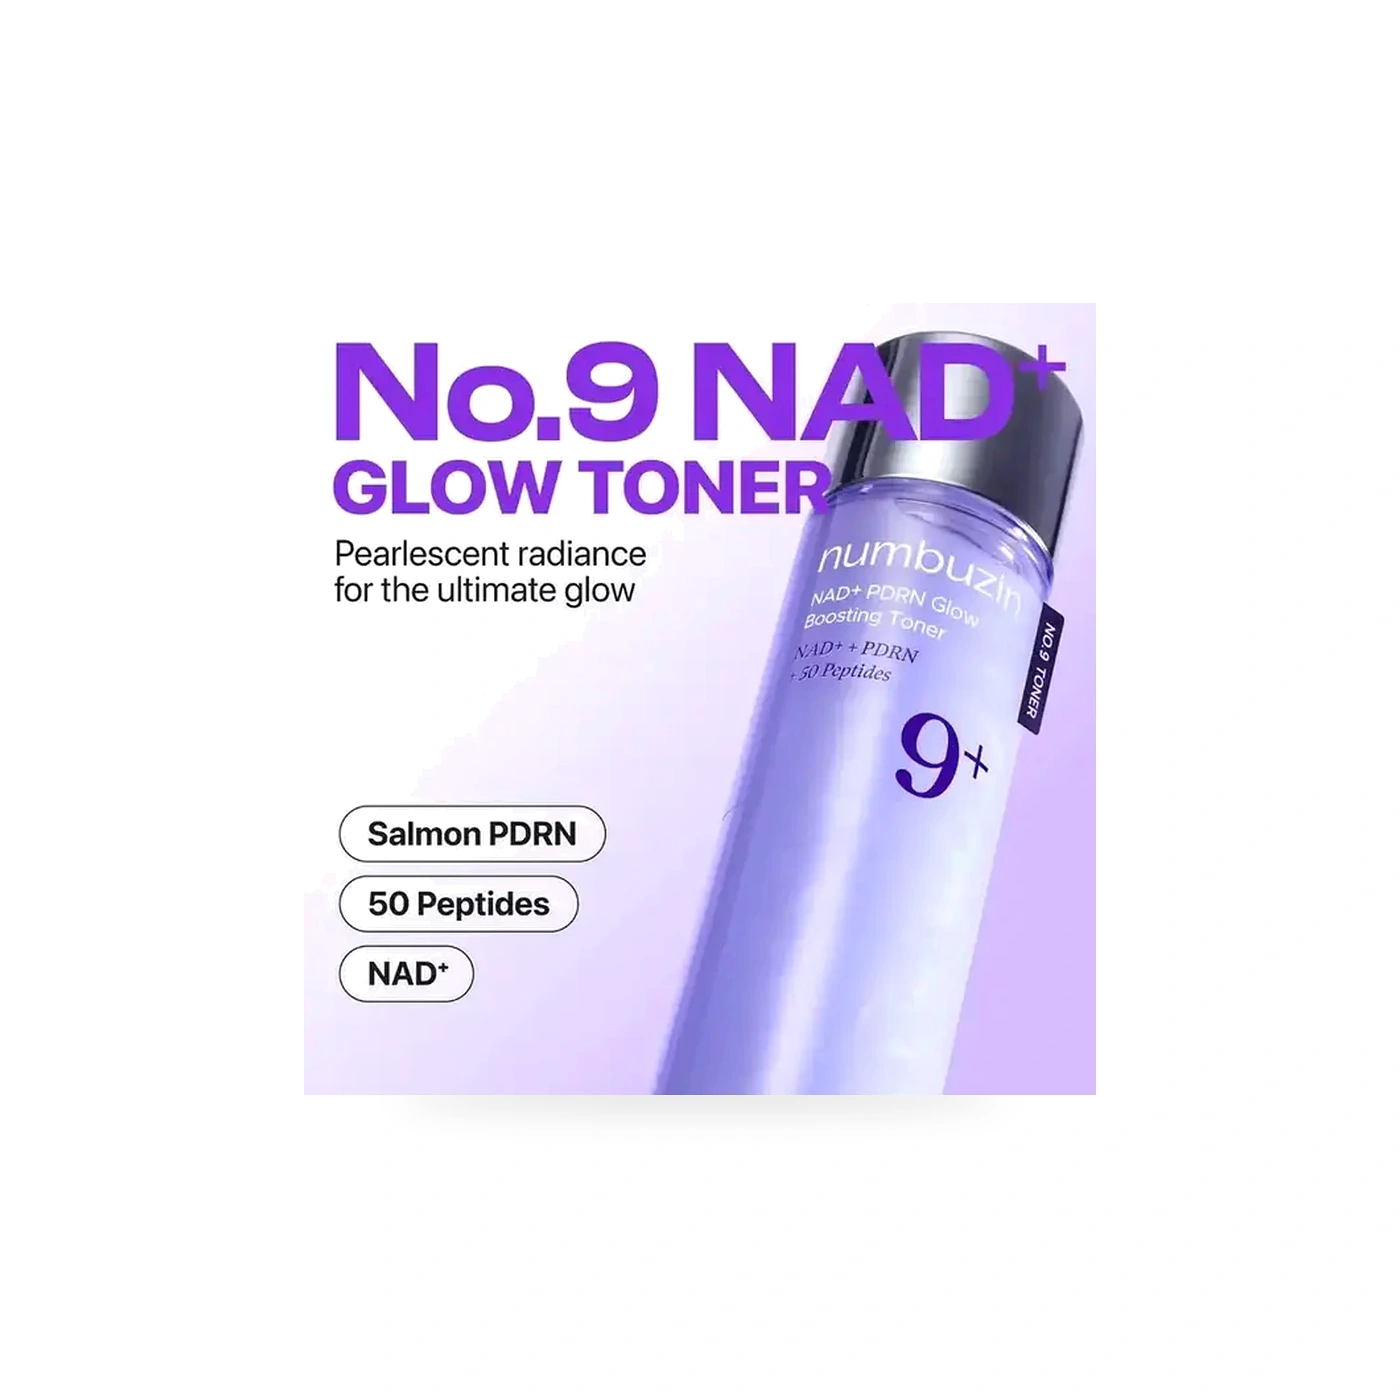 No.9 NAD+
GLOW TONER
Pearlescent radiance
for the ultimate glow
numbuzin
NAD+ PDRN Glow
Boosting Toner
NAD+ + PDRN
+ 50 Peptides
NO.9 TONER
9+
Salmon PDRN
50 Peptides
NAD+